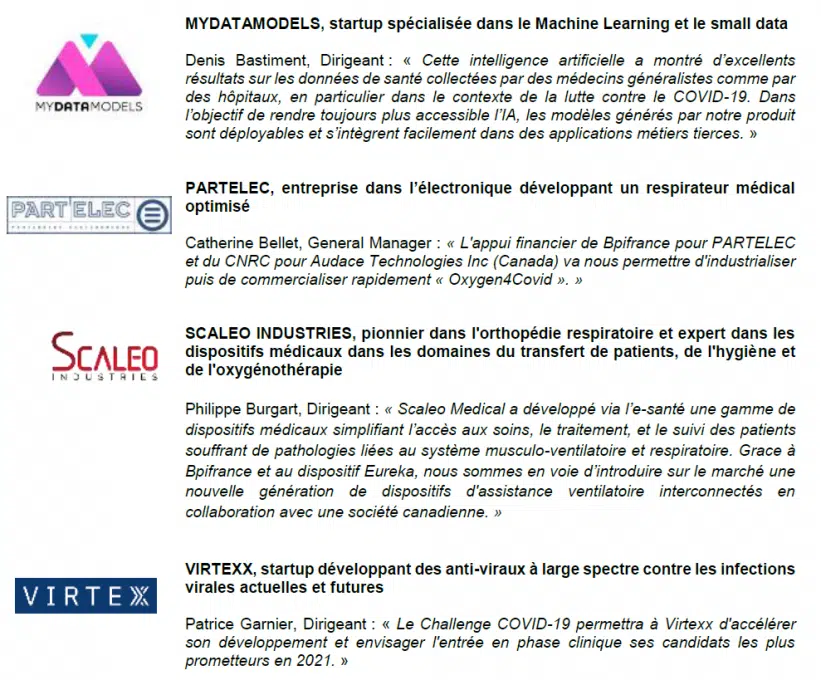 MYDATAMODELS, startup spécialisée dans le Machine Learning et le small data
MYDATAMODELS
Denis Bastiment, Dirigeant : « Cette intelligence artificielle a montré d’excellents
résultats sur les données de santé collectées par des médecins généralistes comme par
des hôpitaux, en particulier dans le contexte de la lutte contre le COVID-19. Dans
l’objectif de rendre toujours plus accessible l’IA, les modèles générés par notre produit
sont déployables et s’intègrent facilement dans des applications métiers tierces. »
PARTELEC
PARTELEC, entreprise dans l’électronique développant un respirateur médical
optimisé
Catherine Bellet, General Manager : « L'appui financier de Bpifrance pour PARTELEC
et du CNRC pour Audace Technologies Inc (Canada) va nous permettre d'industrialiser
puis de commercialiser rapidement « Oxygen4Covid ». »
SCALEO
INDUSTRIES
SCALEO INDUSTRIES, pionnier dans l'orthopédie respiratoire et expert dans les
dispositifs médicaux dans les domaines du transfert de patients, de l'hygiène et
de l'oxygénothérapie
Philippe Burgart, Dirigeant : « Scaleo Medical a développé via l’e-santé une gamme de
dispositifs médicaux simplifiant l’accès aux soins, le traitement, et le suivi des patients
souffrant de pathologies liées au système musculo-ventilatoire et respiratoire. Grace à
Bpifrance et au dispositif Eureka, nous sommes en voie d’introduire sur le marché une
nouvelle génération de dispositifs d'assistance ventilatoire interconnectés en
collaboration avec une société canadienne. »
VIRTEXX
VIRTEXX, startup développant des anti-viraux à large spectre contre les infections
virales actuelles et futures
Patrice Garnier, Dirigeant : « Le Challenge COVID-19 permettra à Virtexx d'accélérer
son développement et envisager l'entrée en phase clinique ses candidats les plus
prometteurs en 2021. »